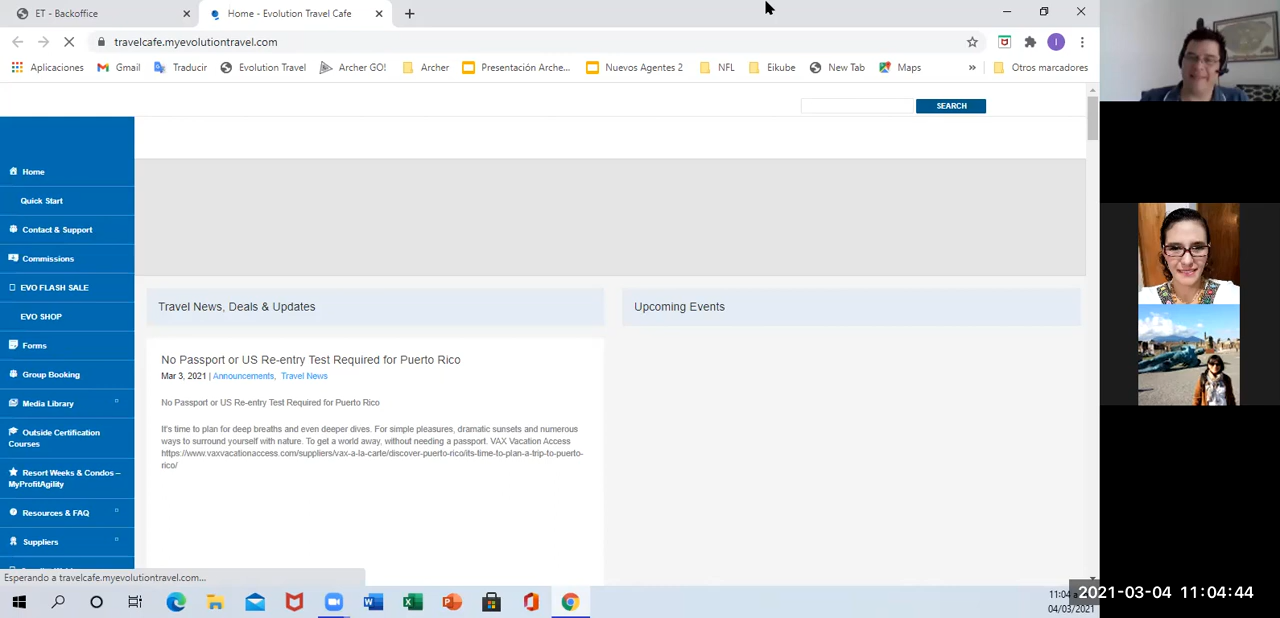 ET - Backoffice
Home - Evolution Travel Cafe
travelcafe.myevolutiontravel.com
Aplicaciones
Gmail
Traducir
Evolution Travel
Archer GO!
Archer
Presentación Arche...
Nuevos Agentes 2
NFL
Eikube
New Tab
Maps
»
Otros marcadores
SEARCH
Home
Quick Start
Contact & Support
Commissions
EVO FLASH SALE
EVO SHOP
Forms
Group Booking
Media Library
Outside Certification
Courses
Resort Weeks & Condos –
MyProfitAgility
Resources & FAQ
Suppliers
Travel News, Deals & Updates
Upcoming Events
No Passport or US Re-entry Test Required for Puerto Rico
Mar 3, 2021 | Announcements, Travel News
No Passport or US Re-entry Test Required for Puerto Rico
It's time to plan for deep breaths and even deeper dives. For simple pleasures, dramatic sunsets and numerous
ways to surround yourself with nature. To get a world away, without needing a passport. VAX Vacation Access
https://www.vaxvacationaccess.com/suppliers/vax-a-la-carte/discover-puerto-rico/its-time-to-plan-a-trip-to-puerto-
rico/
Esperando a travelcafe.myevolutiontravel.com...
11:04 a
04/03/2021
2021-03-04 11:04:44